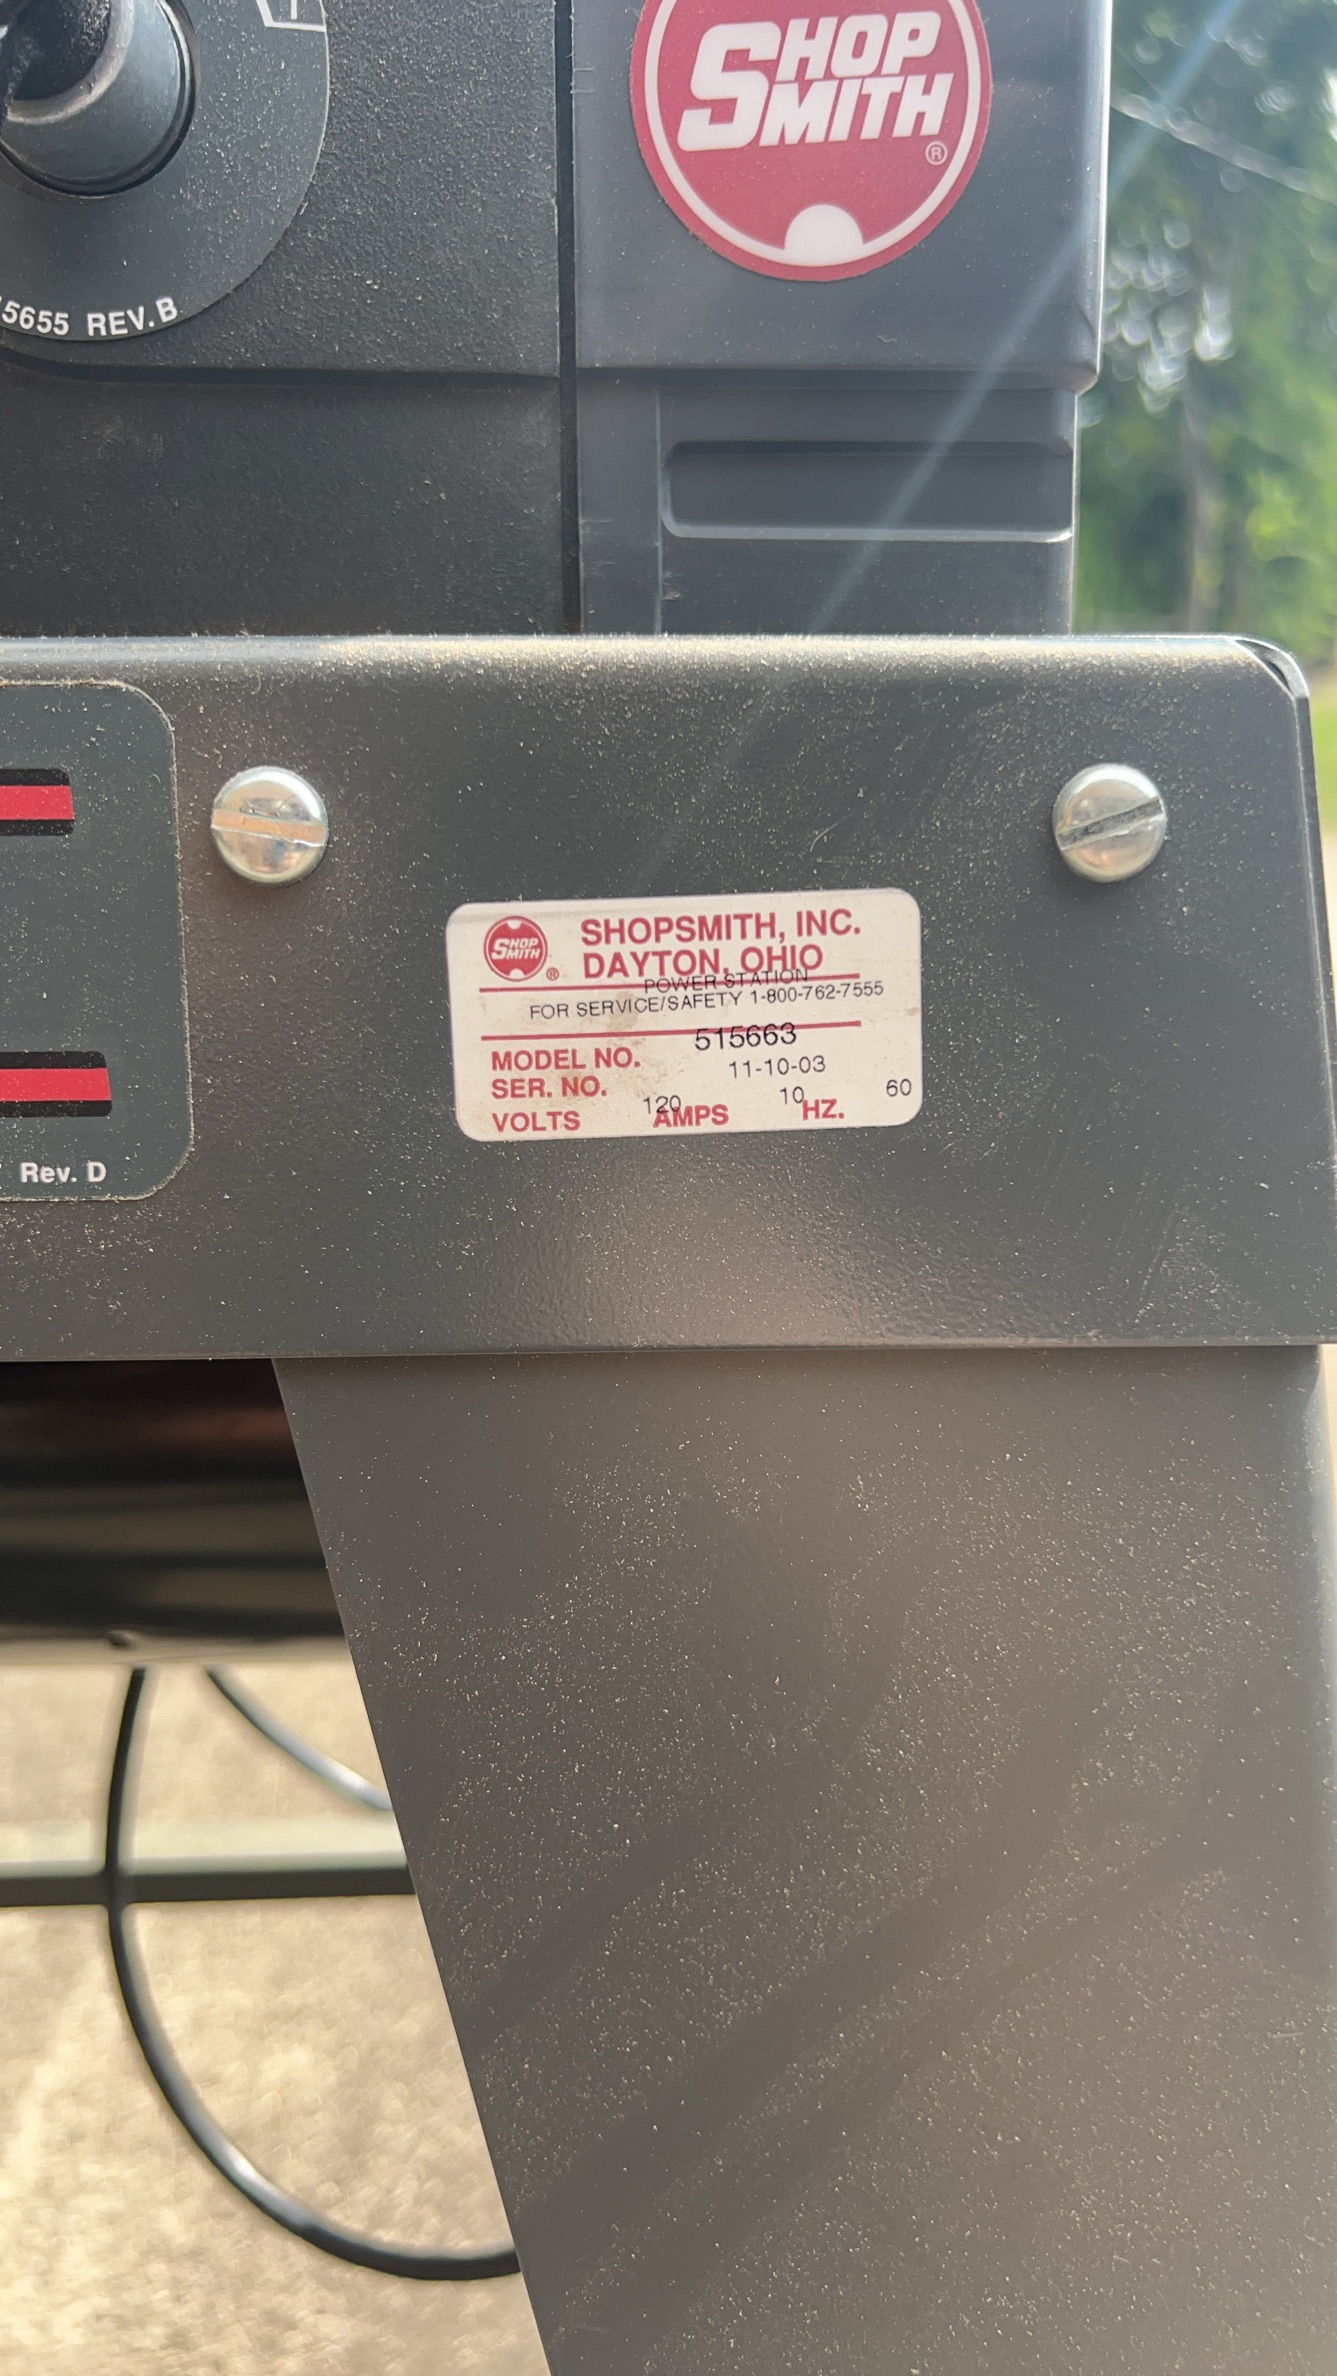 SHOP
SMITH
®
5655 REV. B
SHOP
SMITH
®
SHOPSMITH, INC.
DAYTON, OHIO
POWER STATION
FOR SERVICE/SAFETY 1-800-762-7555
MODEL NO. 515663
SER. NO. 11-10-03
VOLTS 120 AMPS 10 HZ. 60
Rev. D